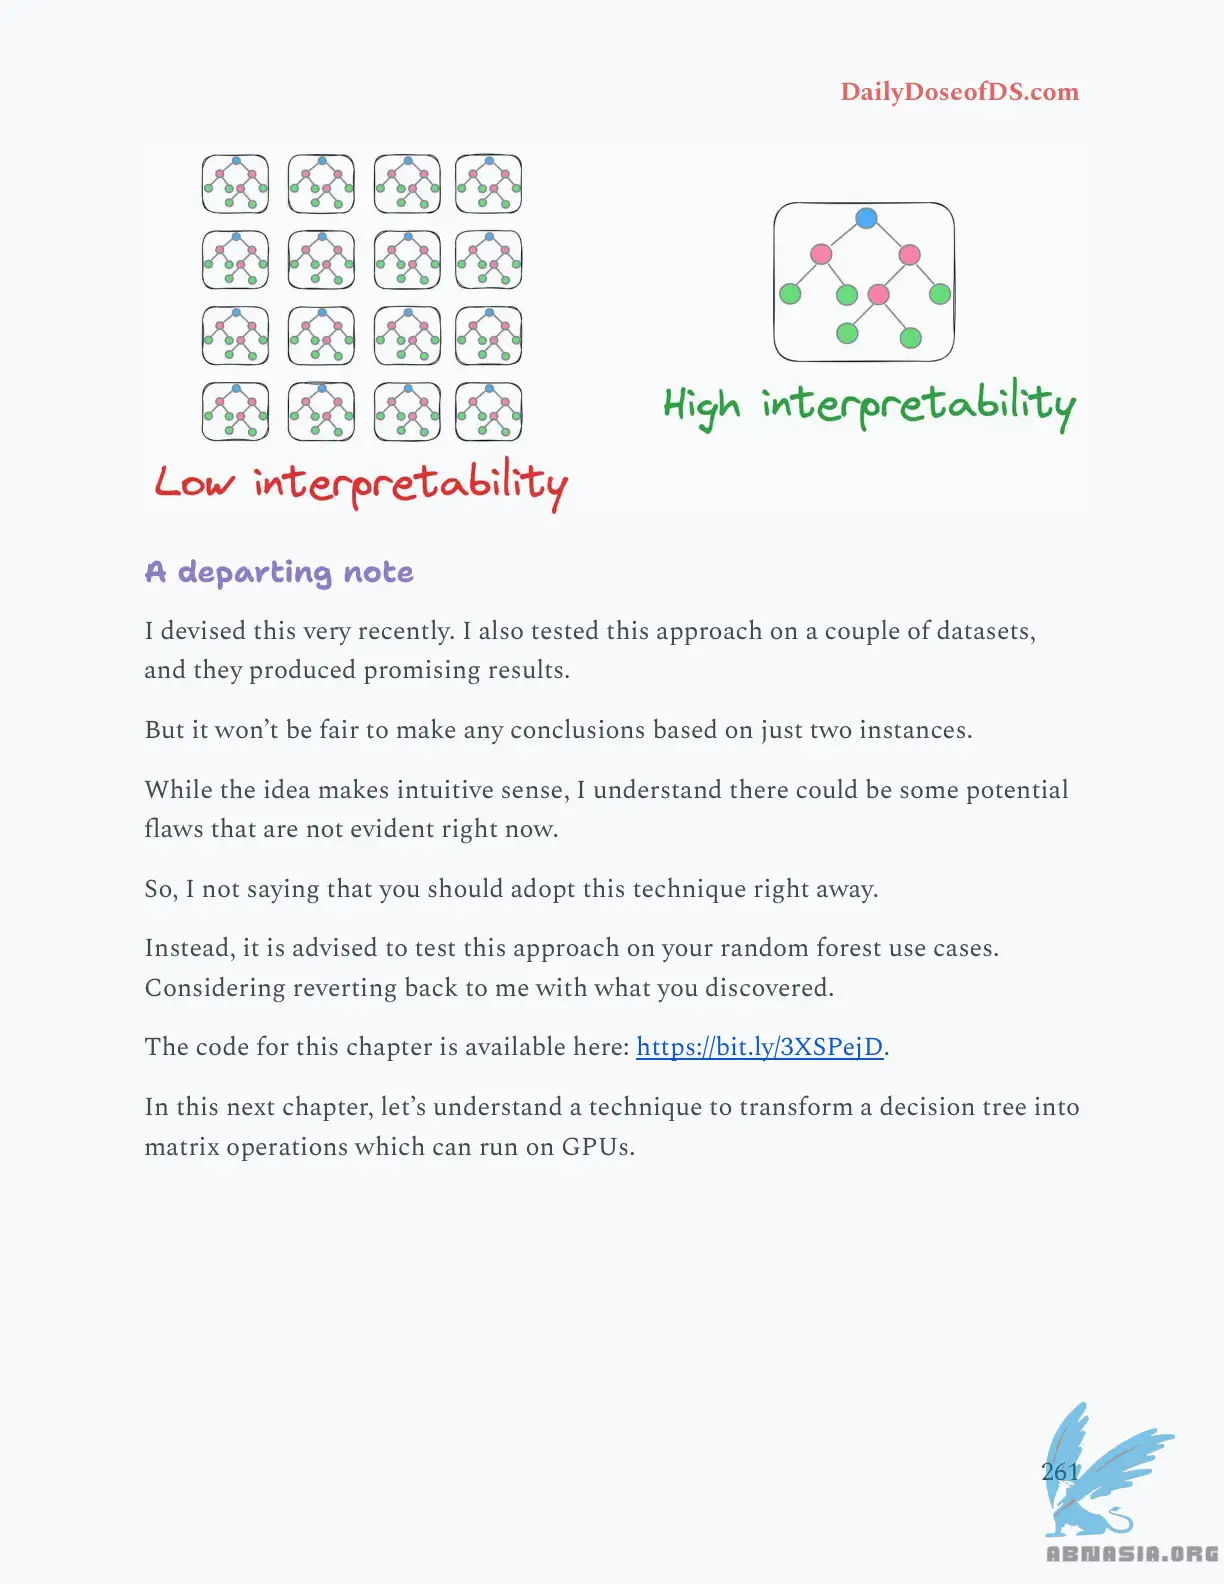 DailyDoseofDS.com
Low interpretability
High interpretability
A departing note
I devised this very recently. I also tested this approach on a couple of datasets,
and they produced promising results.
But it won’t be fair to make any conclusions based on just two instances.
While the idea makes intuitive sense, I understand there could be some potential
flaws that are not evident right now.
So, I not saying that you should adopt this technique right away.
Instead, it is advised to test this approach on your random forest use cases.
Considering reverting back to me with what you discovered.
The code for this chapter is available here: https://bit.ly/3XSPejD.
In this next chapter, let’s understand a technique to transform a decision tree into
matrix operations which can run on GPUs.
261
ABNASIA.ORG